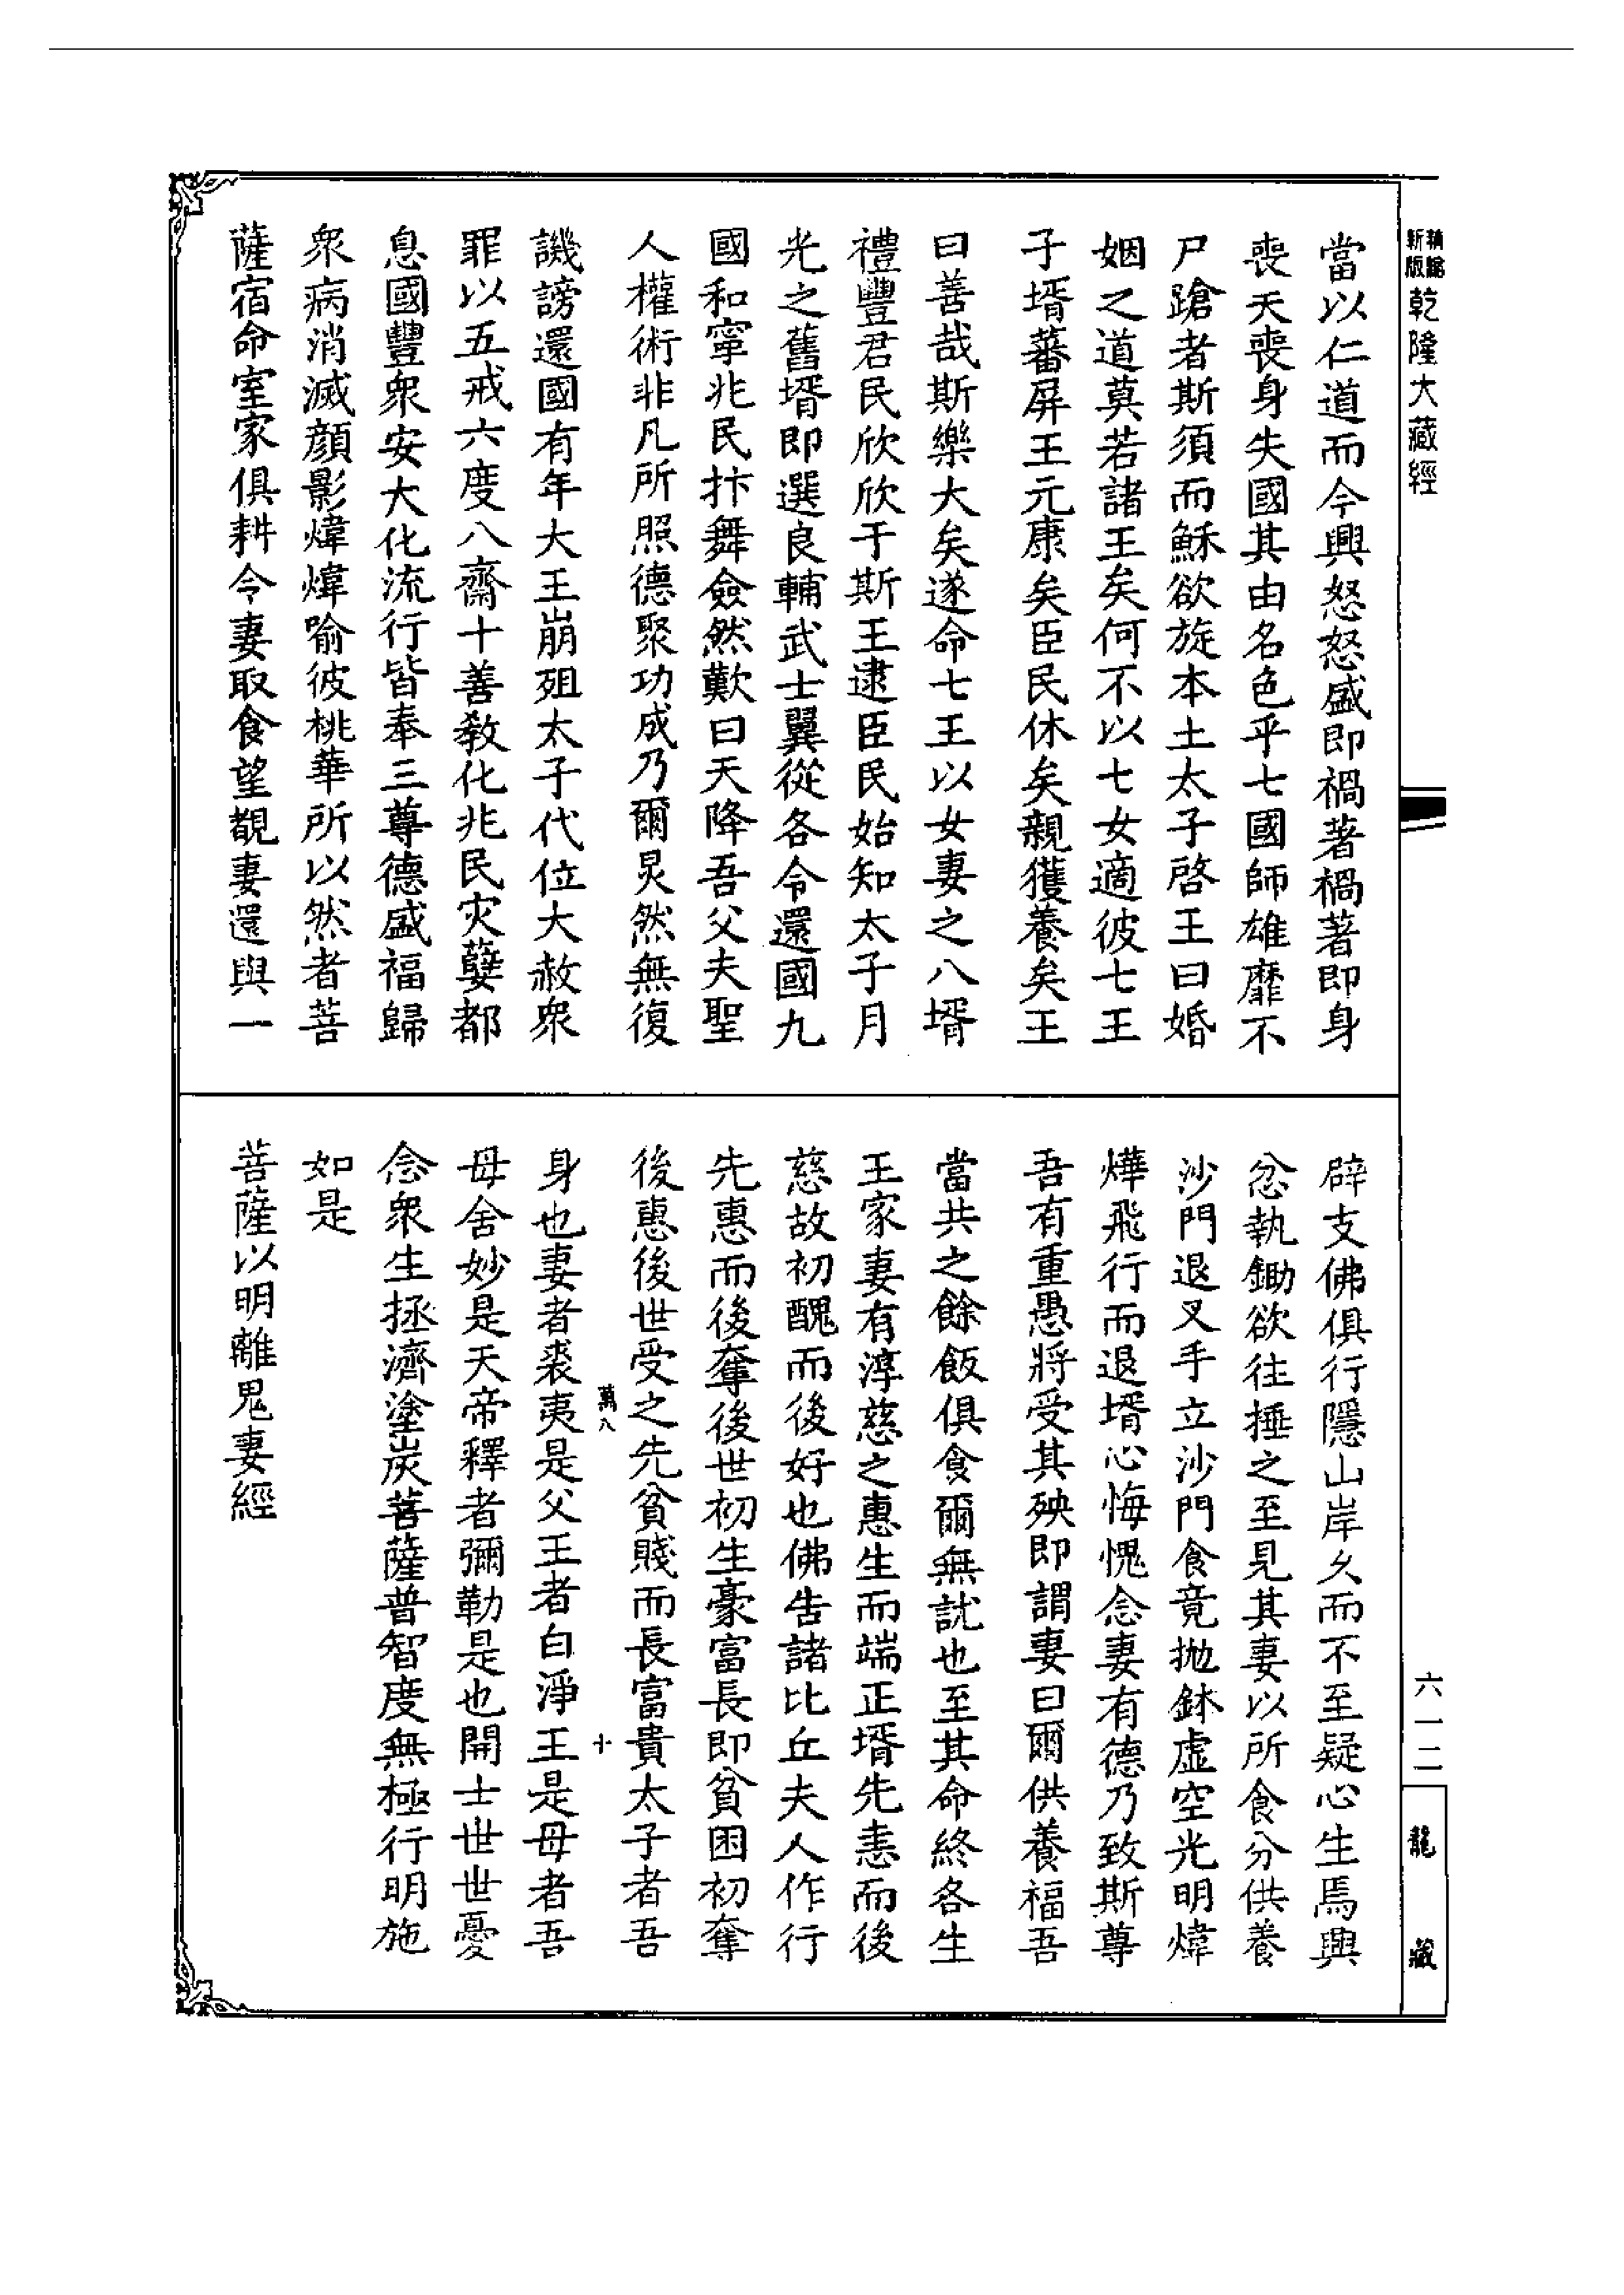 新版
乾隆大藏經
當以仁道而今興怒怒盛即禍著禍著即身
喪天喪身失國其由名色乎七國師雄靡不
尸蹌者斯須而穌欲旋本土太子啓王曰婚
姻之道莫若諸王矣何不以七女適彼七王
子壻蕃屏王元康矣臣民休矣親獲養矣王
曰善哉斯樂大矣遂命七王以女妻之八壻
禮豐君民欣欣于斯王逮臣民始知太子月
光之舊壻即選良輔武士翼從各令還國九
國和寧兆民抃舞僉然歎曰天降吾父夫聖
人權術非凡所照德聚功成乃爾炅然無復
譏謗還國有年大王崩殂太子代位大赦衆
罪以五戒六度八齋十善教化兆民灾孽都
息國豐衆安大化流行皆奉三尊德盛福歸
衆病消滅顔影煒煒喻彼桃華所以然者菩
薩宿命室家俱耕令妻取食望覩妻還與一
辟支佛俱行隱山岸久而不至疑心生焉興
忿執鋤欲往捶之至見其妻以所食分供養
沙門退叉手立沙門食竟拋鉢虛空光明煒
燁飛行而退壻心悔愧念妻有德乃致斯尊
吾有重愚將受其殃即謂妻曰爾供養福吾
當共之餘飯俱食爾無訧也至其命終各生
王家妻有淳慈之惠生而端正壻先恚而後
慈故初醜而後好也佛告諸比丘夫人作行
先惠而後奪後世初生豪富長即貧困初奪
後惠後世受之先貧賤而長富貴太子者吾
萬八
十
身也妻者裘夷是父王者白淨王是母者吾
母舍妙是天帝釋者彌勒是也開士世世憂
念衆生拯濟塗炭菩薩普智度無極行明施
如是
菩薩以明離鬼妻經
六一二
龍藏